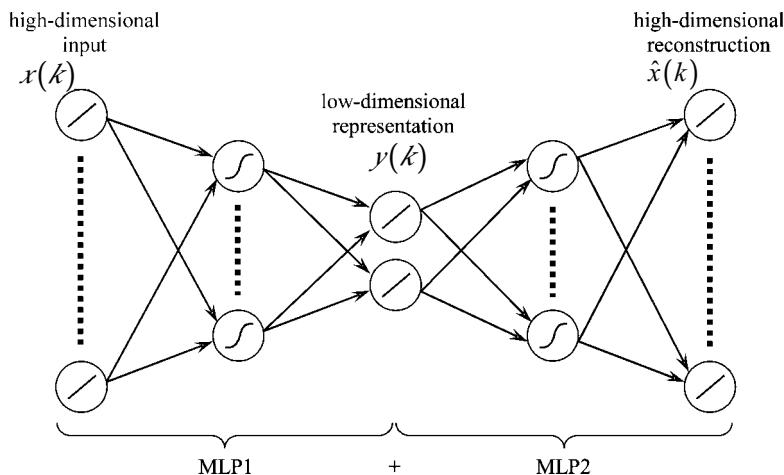 high-dimensional
input
x(k)
low-dimensional
representation
y(k)
high-dimensional
reconstruction
x̂(k)
MLP1 + MLP2